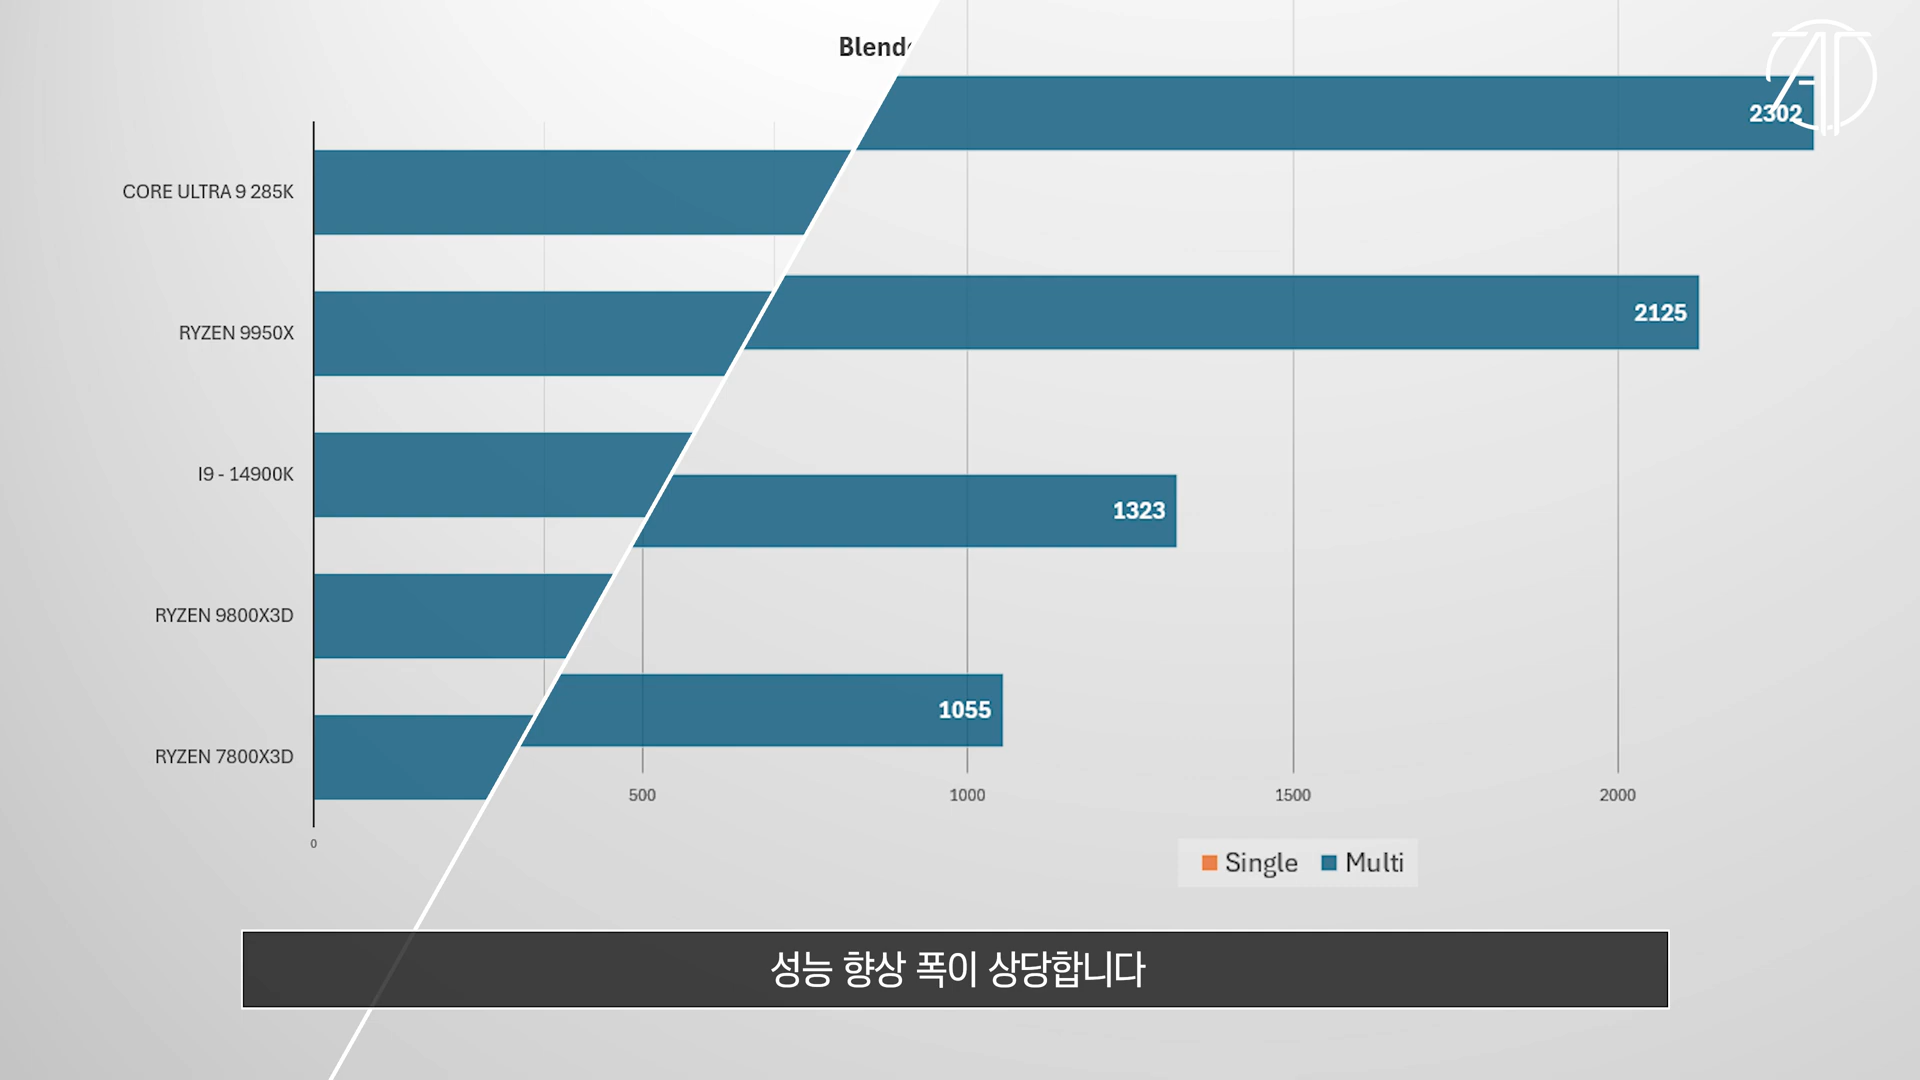 Blend
2302
CORE ULTRA 9 285K
2125
RYZEN 9950X
I9 - 14900K
1323
RYZEN 9800X3D
1055
RYZEN 7800X3D
500 1000 1500 2000
0
Single Multi
성능 향상 폭이 상당합니다